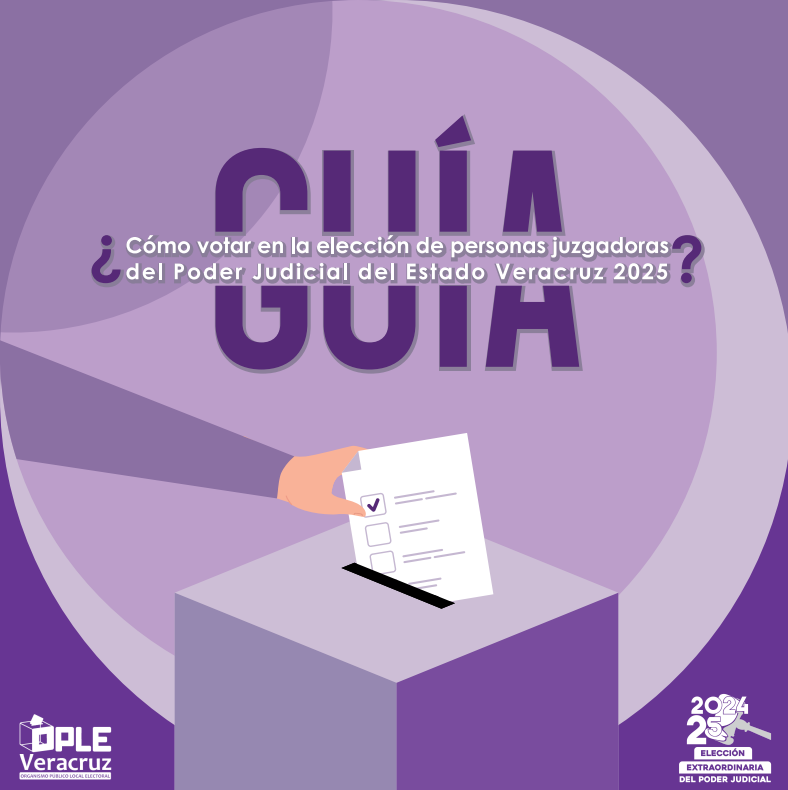 GUÍA
¿Cómo votar en la elección de personas juzgadoras
del Poder Judicial del Estado Veracruz 2025?
OPLE
Veracruz
ORGANISMO PÚBLICO LOCAL ELECTORAL
2024
25
ELECCIÓN
EXTRAORDINARIA
DEL PODER JUDICIAL